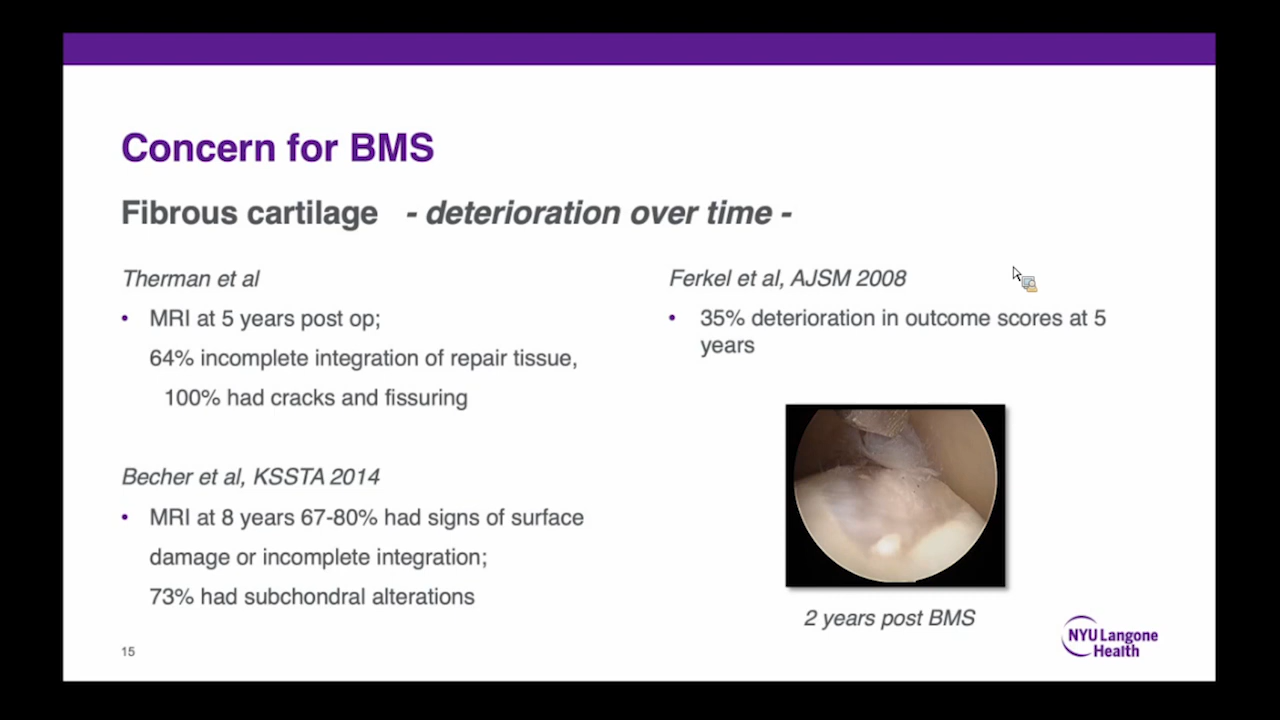 Concern for BMS
Fibrous cartilage - deterioration over time -
Therman et al
• MRI at 5 years post op;
64% incomplete integration of repair tissue,
100% had cracks and fissuring
Becher et al, KSSTA 2014
• MRI at 8 years 67-80% had signs of surface
damage or incomplete integration;
73% had subchondral alterations
Ferkel et al, AJSM 2008
• 35% deterioration in outcome scores at 5
years
2 years post BMS
15
NYU Langone
Health